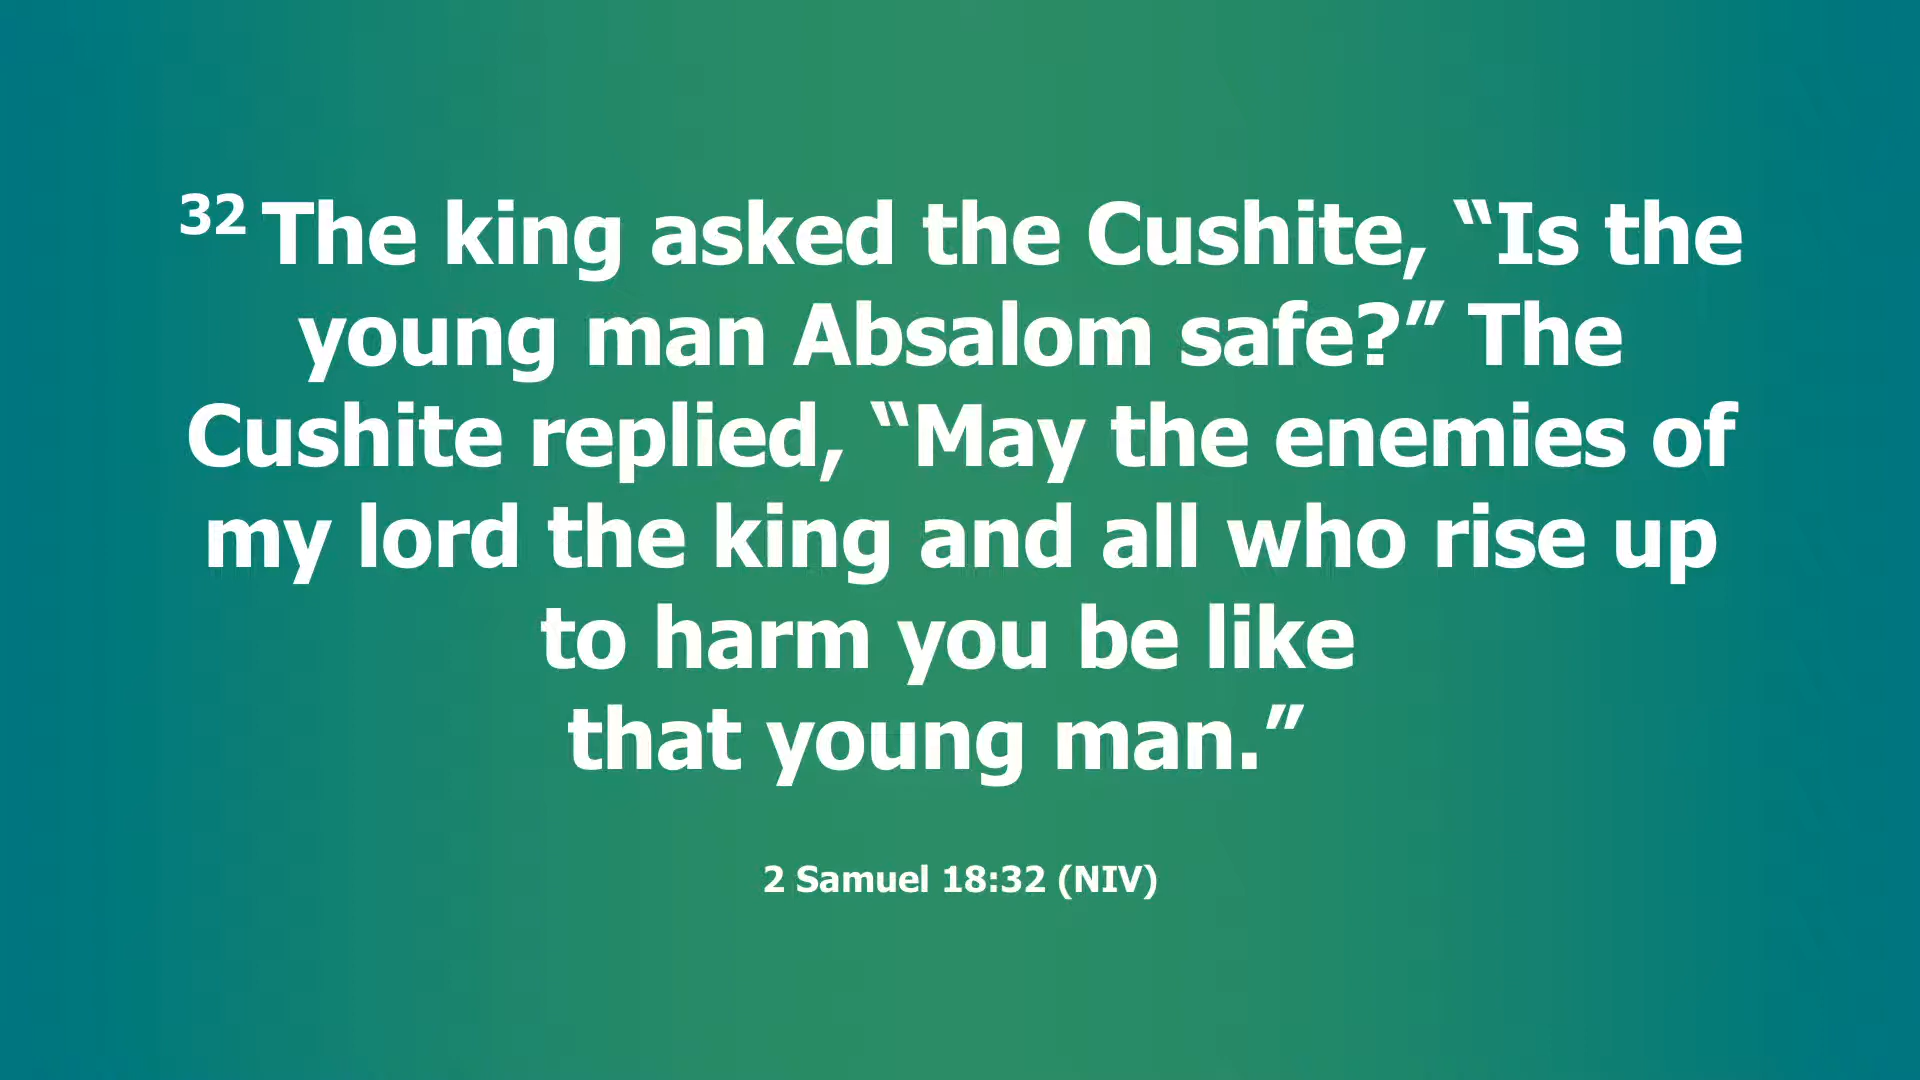 32 The king asked the Cushite, “Is the
young man Absalom safe?” The
Cushite replied, “May the enemies of
my lord the king and all who rise up
to harm you be like
that young man.”
2 Samuel 18:32 (NIV)